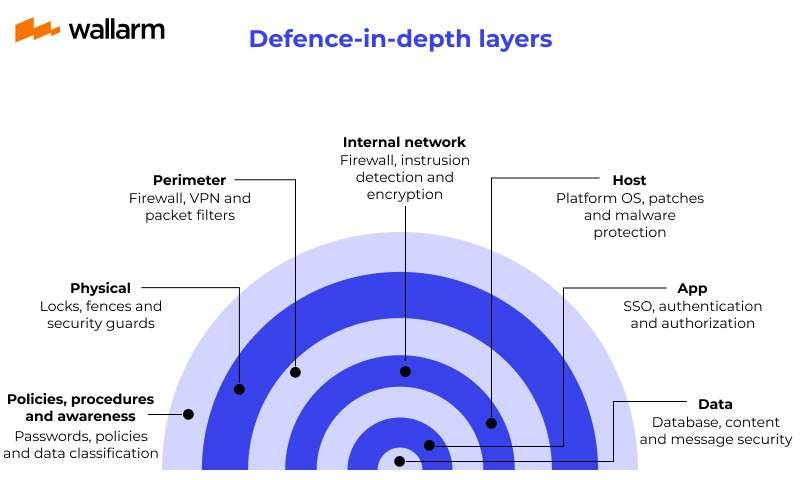 wallarm
Defence-in-depth layers
Internal network
Firewall, instrusion
detection and
encryption
Perimeter
Firewall, VPN and
packet filters
Host
Platform OS, patches
and malware
protection
Physical
Locks, fences and
security guards
App
SSO, authentication
and authorization
Policies, procedures
and awareness
Passwords, policies
and data classification
Data
Database, content
and message security